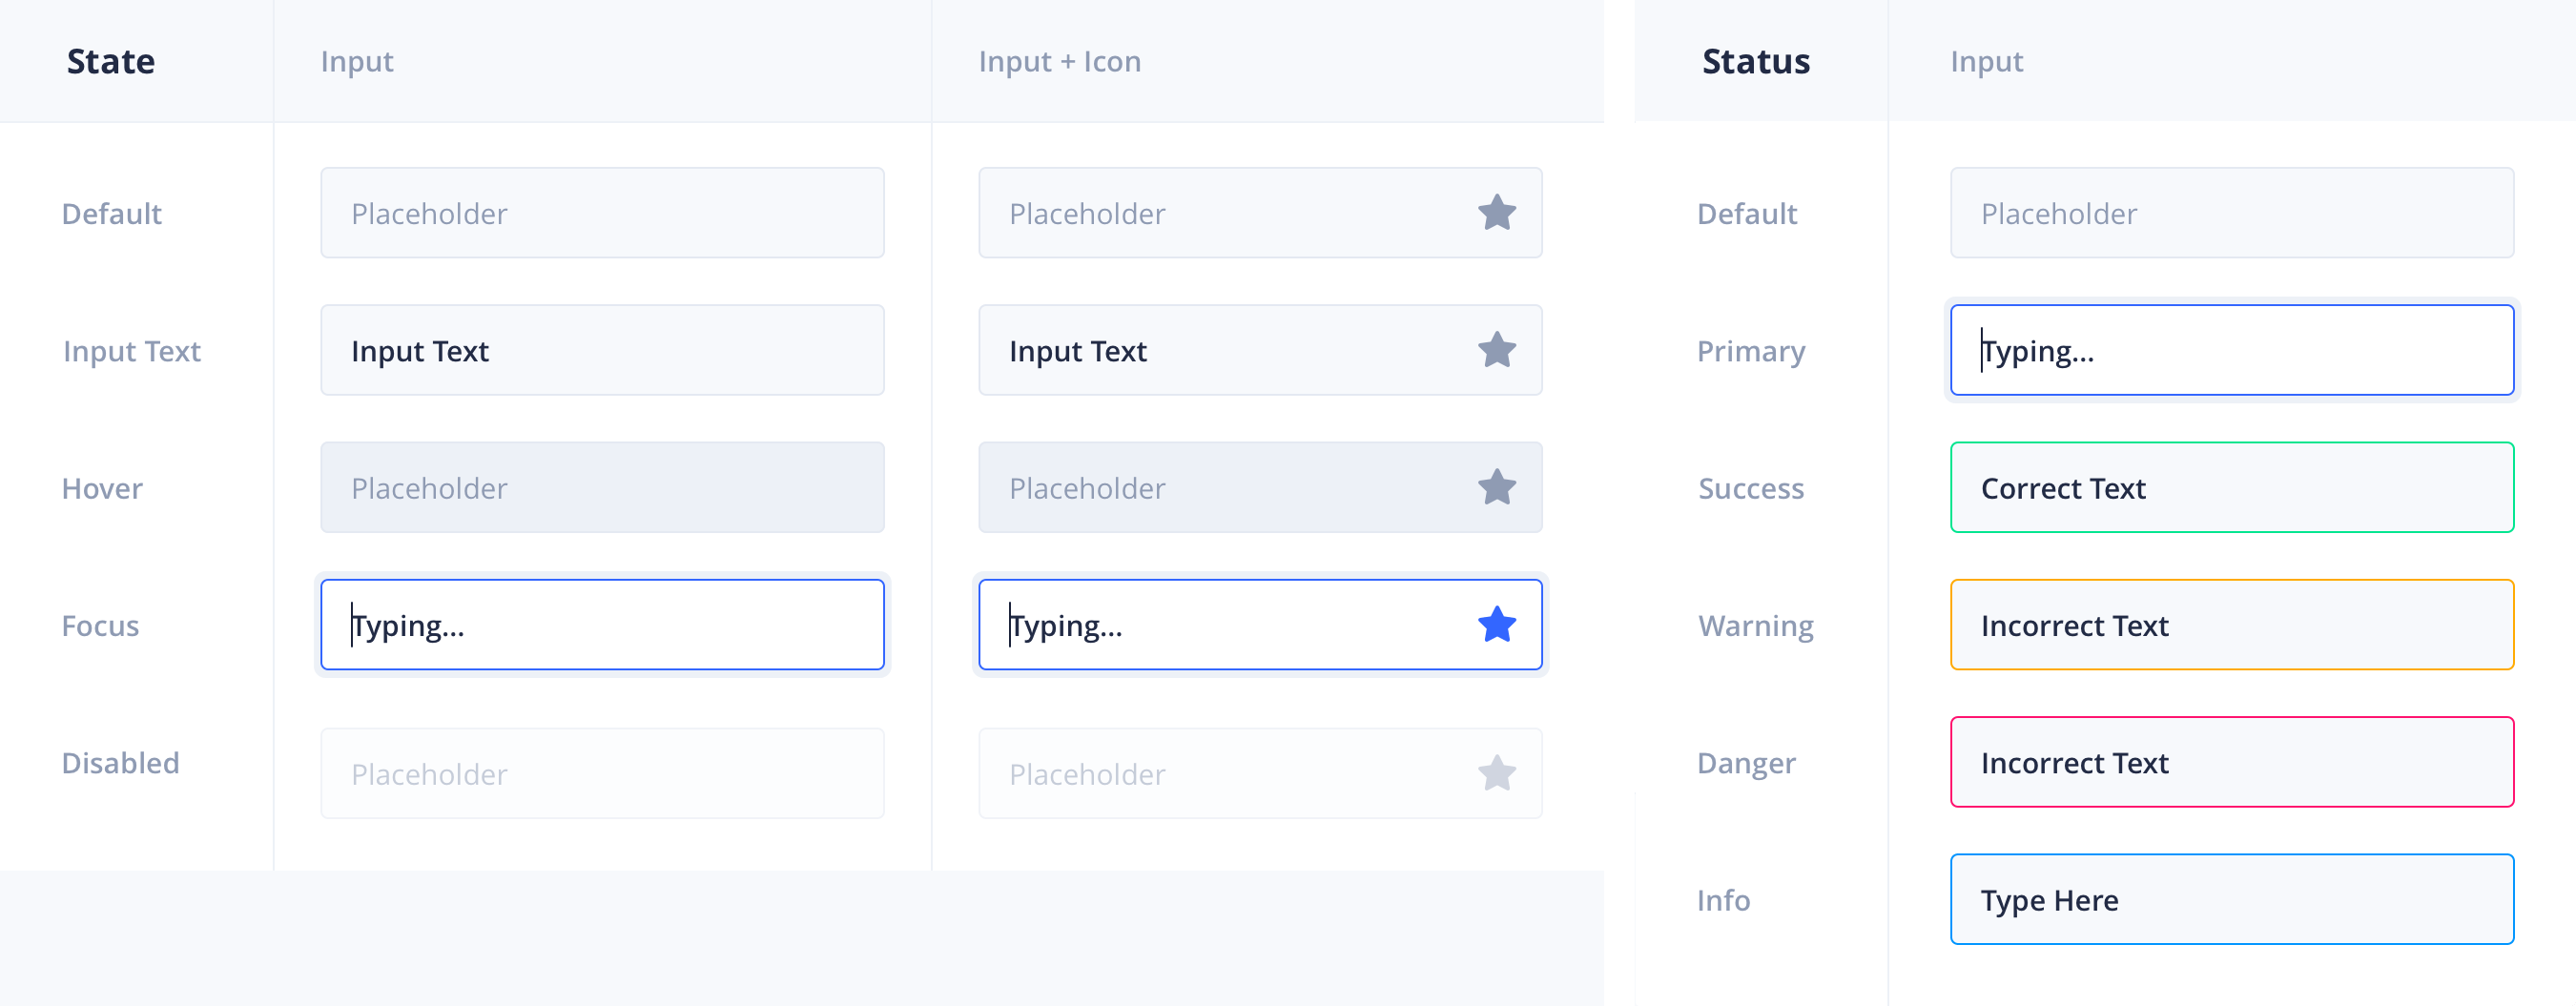 State Input Input + Icon
Default Placeholder Placeholder
Input Text Input Text Input Text
Hover Placeholder Placeholder
Focus Typing... Typing...
Disabled Placeholder Placeholder
Status Input
Default Placeholder
Primary Typing...
Success Correct Text
Warning Incorrect Text
Danger Incorrect Text
Info Type Here